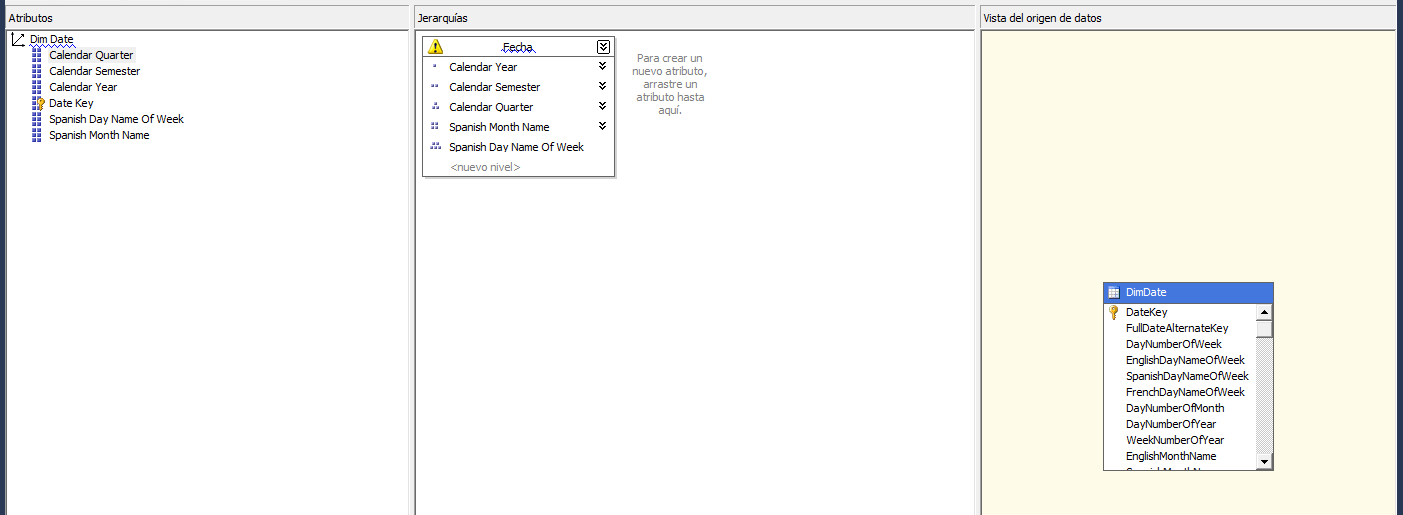 Atributos
Dim Date
Calendar Quarter
Calendar Semester
Calendar Year
Date Key
Spanish Day Name Of Week
Spanish Month Name
Jerarquías
Fecha
Calendar Year
Calendar Semester
Calendar Quarter
Spanish Month Name
Spanish Day Name Of Week
<nuevo nivel>
Para crear un
nuevo atributo,
arrastre un
atributo hasta
aquí.
Vista del origen de datos
DimDate
DateKey
FullDateAlternateKey
DayNumberOfWeek
EnglishDayNameOfWeek
SpanishDayNameOfWeek
FrenchDayNameOfWeek
DayNumberOfMonth
DayNumberOfYear
WeekNumberOfYear
EnglishMonthName